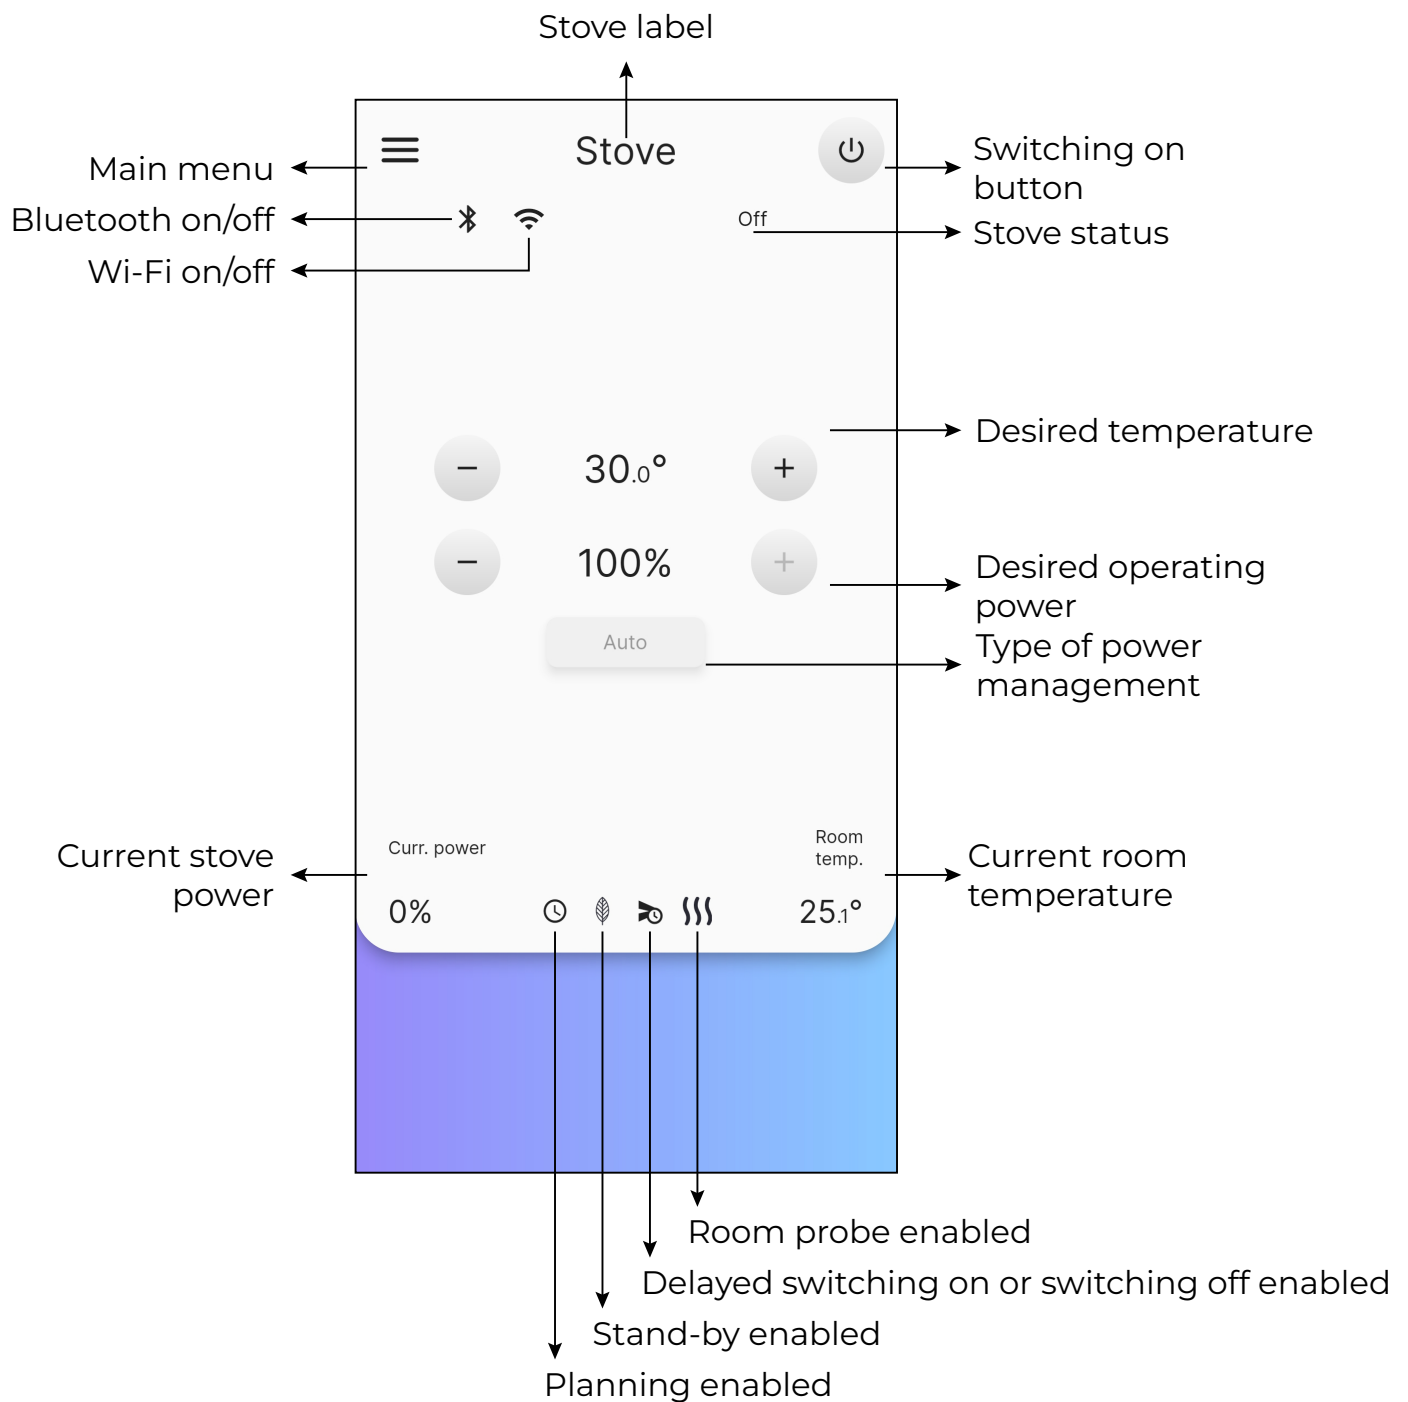 Stove label
Stove
Main menu
Switching on
button
Bluetooth on/off
Off
Stove status
Wi-Fi on/off
Desired temperature
30.0°
100%
Desired operating
power
Auto
Type of power
management
Curr. power
Room
temp.
Current stove
power
Current room
temperature
0%
25.1°
Room probe enabled
Delayed switching on or switching off enabled
Stand-by enabled
Planning enabled